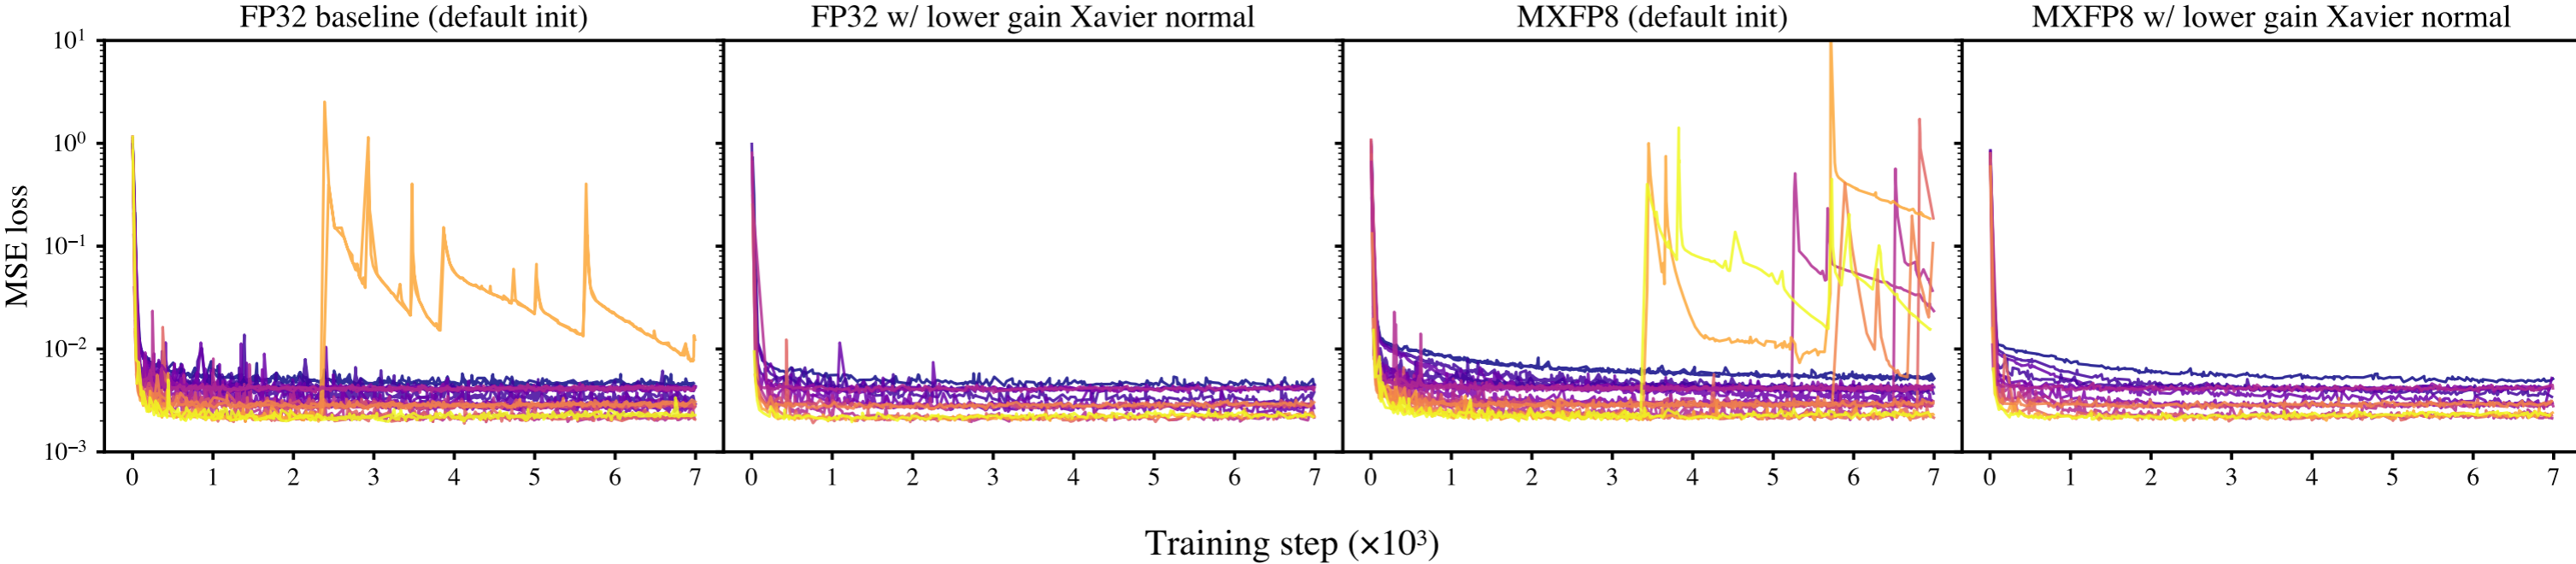 FP32 baseline (default init) FP32 w/ lower gain Xavier normal MXFP8 (default init) MXFP8 w/ lower gain Xavier normal
10¹
10⁰
10⁻¹
10⁻²
10⁻³
MSE loss
0 1 2 3 4 5 6 7 0 1 2 3 4 5 6 7 0 1 2 3 4 5 6 7 0 1 2 3 4 5 6 7
Training step (×10³)